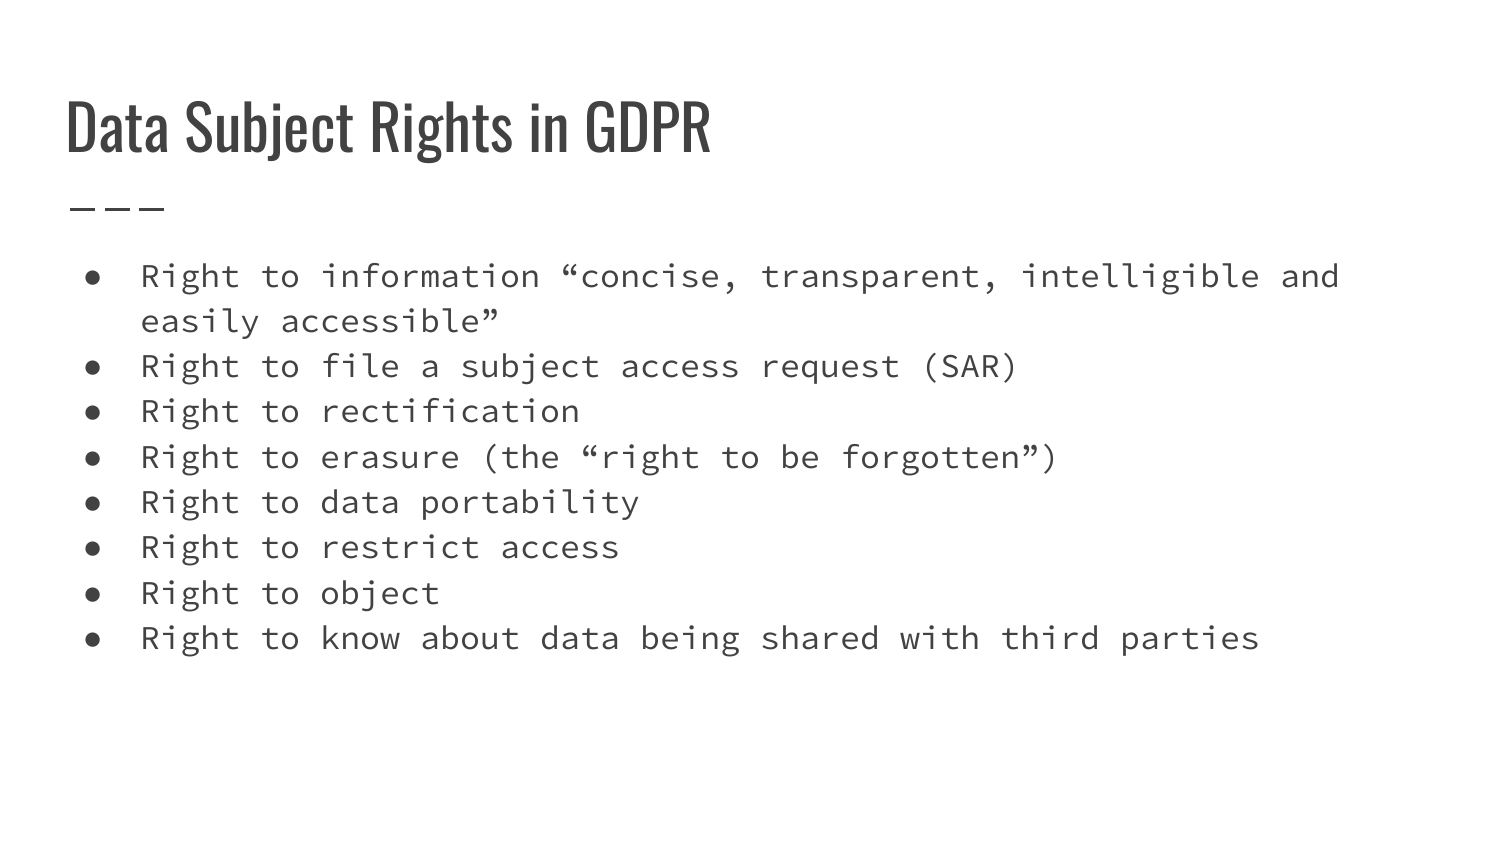 Data Subject Rights in GDPR
● Right to information “concise, transparent, intelligible and
easily accessible”
● Right to file a subject access request (SAR)
● Right to rectification
● Right to erasure (the “right to be forgotten”)
● Right to data portability
● Right to restrict access
● Right to object
● Right to know about data being shared with third parties